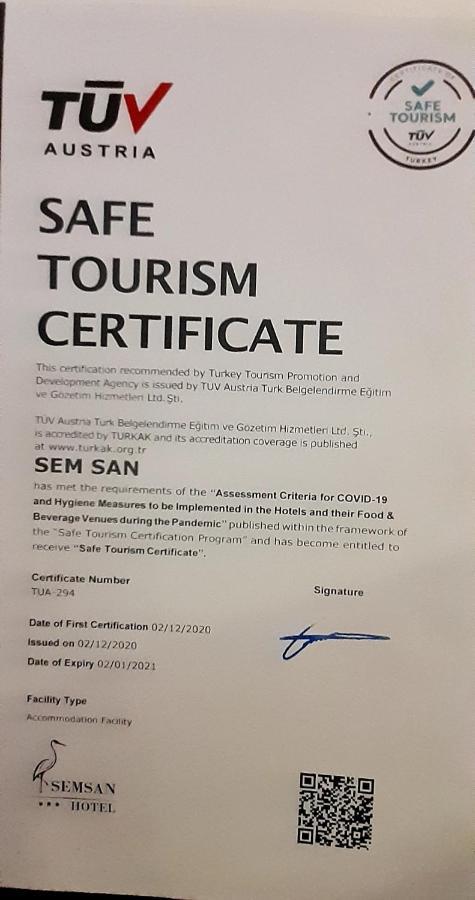 TÜV
AUSTRIA
CERTIFICATE OF
SAFE
TOURISM
TÜV
AUSTRIA
TURKEY
SAFE
TOURISM
CERTIFICATE
This certification recommended by Turkey Tourism Promotion and
Development Agency is issued by TÜV Austria Turk Belgelendirme Eğitim
ve Gözetim Hizmetleri Ltd. Şti.
TÜV Austria Turk Belgelendirme Eğitim ve Gözetim Hizmetleri Ltd. Şti.,
is accredited by TÜRKAK and its accreditation coverage is published
at www.turkak.org.tr
SEM SAN
has met the requirements of the "Assessment Criteria for COVID-19
and Hygiene Measures to be Implemented in the Hotels and their Food &
Beverage Venues during the Pandemic" published within the framework of
the "Safe Tourism Certification Program" and has become entitled to
receive "Safe Tourism Certificate".
Certificate Number
TUA-294
Signature
Date of First Certification 02/12/2020
Issued on 02/12/2020
Date of Expiry 02/01/2021
Facility Type
Accommodation Facility
SEMSAN
*** HOTEL